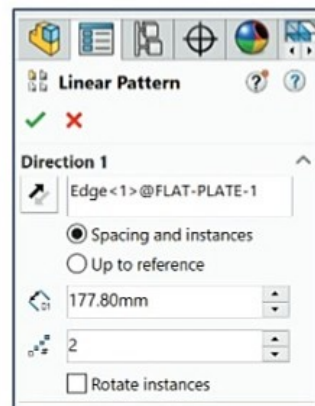 Linear Pattern
Direction 1
Edge<1>@FLAT-PLATE-1
Spacing and instances
Up to reference
177.80mm
2
Rotate instances